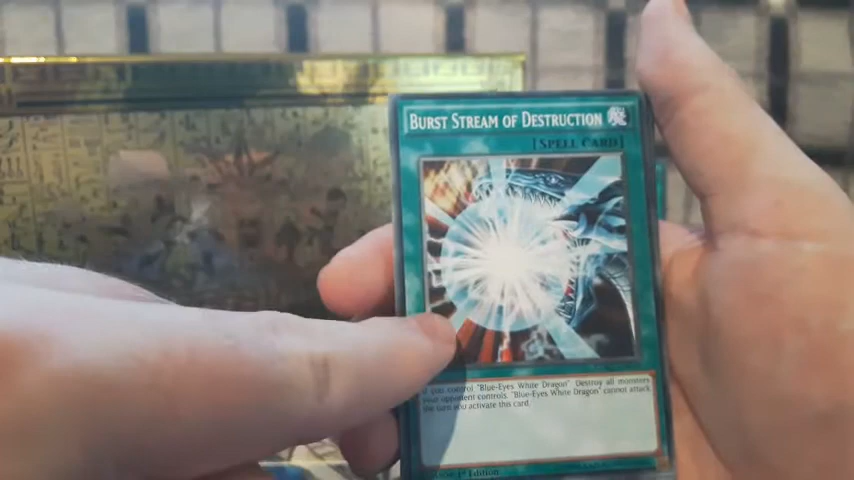 BURST STREAM OF DESTRUCTION
[SPELL CARD]
If you control "Blue-Eyes White Dragon": Destroy all monsters
your opponent controls. "Blue-Eyes White Dragon" cannot attack
the turn you activate this card.
1st Edition